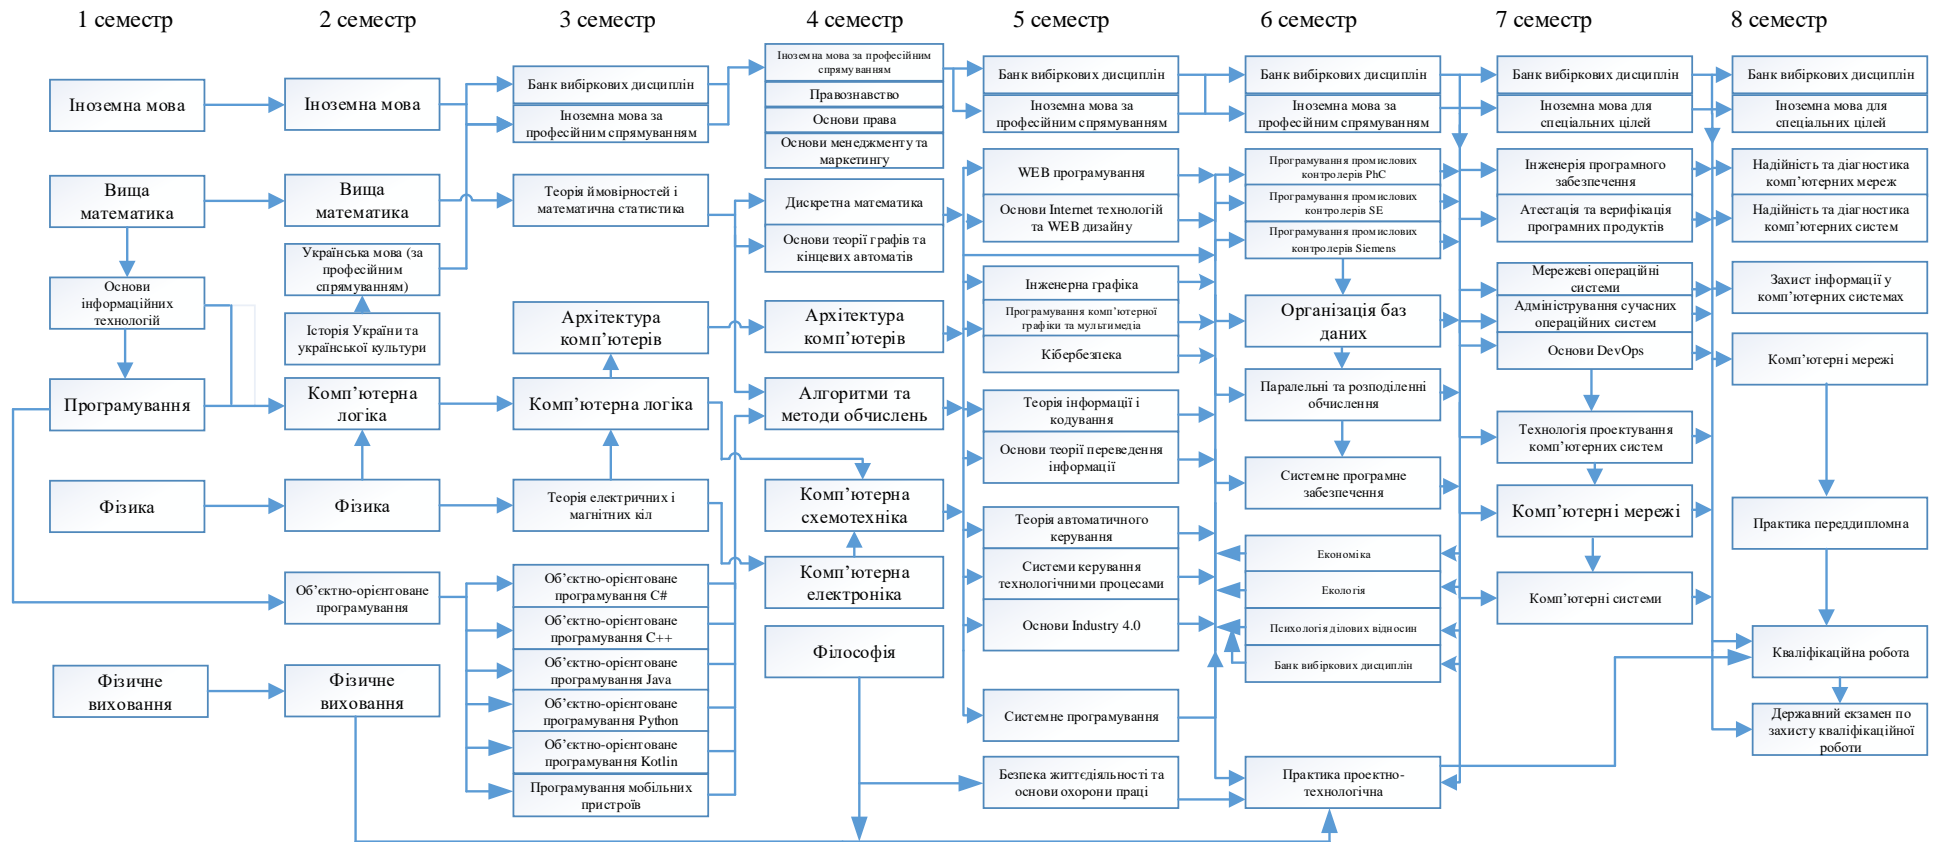 1 семестр
2 семестр
3 семестр
4 семестр
5 семестр
6 семестр
7 семестр
8 семестр
Іноземна мова
Вища
математика
Основи
інформаційних
технологій
Програмування
Фізика
Фізичне
виховання
Іноземна мова
Вища
математика
Українська мова (за
професійним
спрямуванням)
Історія України та
української культури
Комп’ютерна
логіка
Фізика
Об’єктно-орієнтоване
програмування
Фізичне
виховання
Банк вибіркових дисциплін
Іноземна мова за
професійним спрямуванням
Теорія ймовірностей і
математична статистика
Архітектура
комп’ютерів
Комп’ютерна логіка
Теорія електричних і
магнітних кіл
Об’єктно-орієнтоване
програмування C#
Об’єктно-орієнтоване
програмування C++
Об’єктно-орієнтоване
програмування Java
Об’єктно-орієнтоване
програмування Python
Об’єктно-орієнтоване
програмування Kotlin
Програмування мобільних
пристроїв
Іноземна мова за професійним
спрямуванням
Правознавство
Основи права
Основи менеджменту та
маркетингу
Дискретна математика
Основи теорії графів та
кінцевих автоматів
Архітектура
комп’ютерів
Алгоритми та
методи обчислень
Комп’ютерна
схемотехніка
Комп’ютерна
електроніка
Філософія
Банк вибіркових дисциплін
Іноземна мова за
професійним спрямуванням
WEB програмування
Основи Internet технологій
та WEB дизайну
Інженерна графіка
Програмування комп’ютерної
графіки та мультимедіа
Кібербезпека
Теорія інформації і
кодування
Основи теорії переведення
інформації
Теорія автоматичного
керування
Системи керування
технологічними процесами
Основи Industry 4.0
Системне програмування
Безпека життєдіяльності та
основи охорони праці
Банк вибіркових дисциплін
Іноземна мова за
професійним спрямуванням
Програмування промислових
контролерів PhC
Програмування промислових
контролерів SE
Програмування промислових
контролерів Siemens
Організація баз
даних
Паралельні та розподіленні
обчислення
Системне програмне
забезпечення
Економіка
Екологія
Психологія ділових відносин
Банк вибіркових дисциплін
Практика проектно-
технологічна
Банк вибіркових дисциплін
Іноземна мова для
спеціальних цілей
Інженерія програмного
забезпечення
Атестація та верифікація
програмних продуктів
Мережеві операційні
системи
Адміністрування сучасних
операційних систем
Основи DevOps
Технологія проектування
комп’ютерних систем
Комп’ютерні мережі
Комп’ютерні системи
Банк вибіркових дисциплін
Іноземна мова для
спеціальних цілей
Надійність та діагностика
комп’ютерних мереж
Надійність та діагностика
комп’ютерних систем
Захист інформації у
комп’ютерних системах
Комп’ютерні мережі
Практика переддипломна
Кваліфікаційна робота
Державний екзамен по
захисту кваліфікаційної
роботи